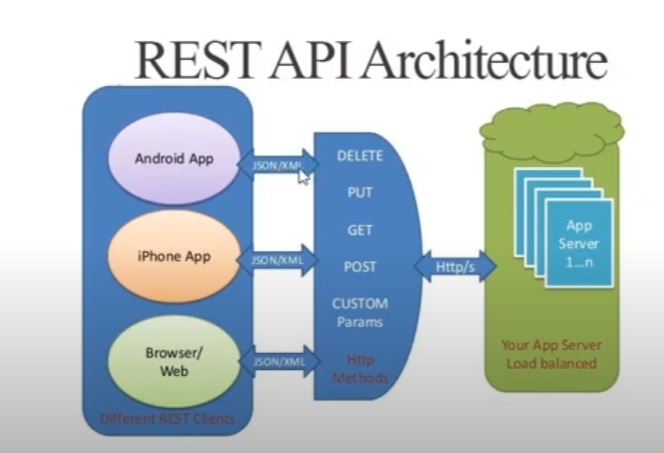 REST API Architecture
Android App
iPhone App
Browser/
Web
Different REST Clients
JSON/XML
JSON/XML
JSON/XML
DELETE
PUT
GET
POST
CUSTOM
Params
Http
Methods
Http/s
App
Server
1...n
Your App Server
Load balanced